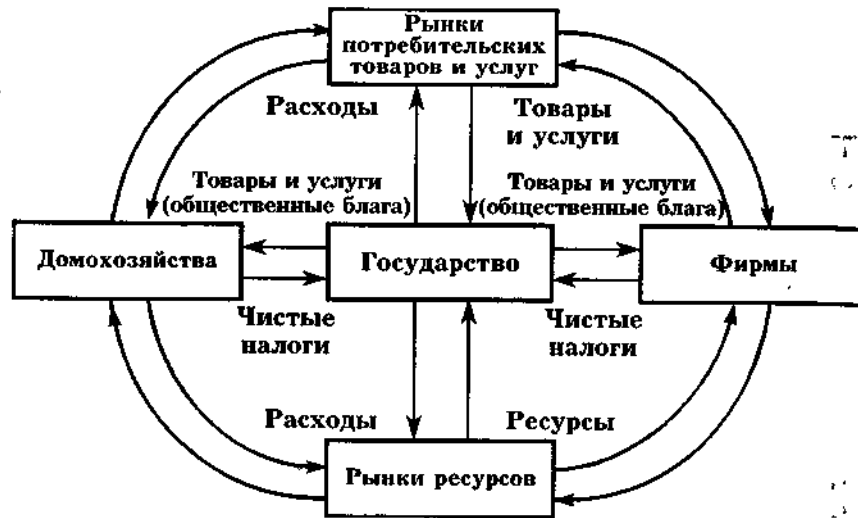 Рынки
потребительских
товаров и услуг
Расходы
Товары
и услуги
Товары и услуги
(общественные блага)
Товары и услуги
(общественные блага)
Домохозяйства
Государство
Фирмы
Чистые
налоги
Чистые
налоги
Расходы
Ресурсы
Рынки ресурсов